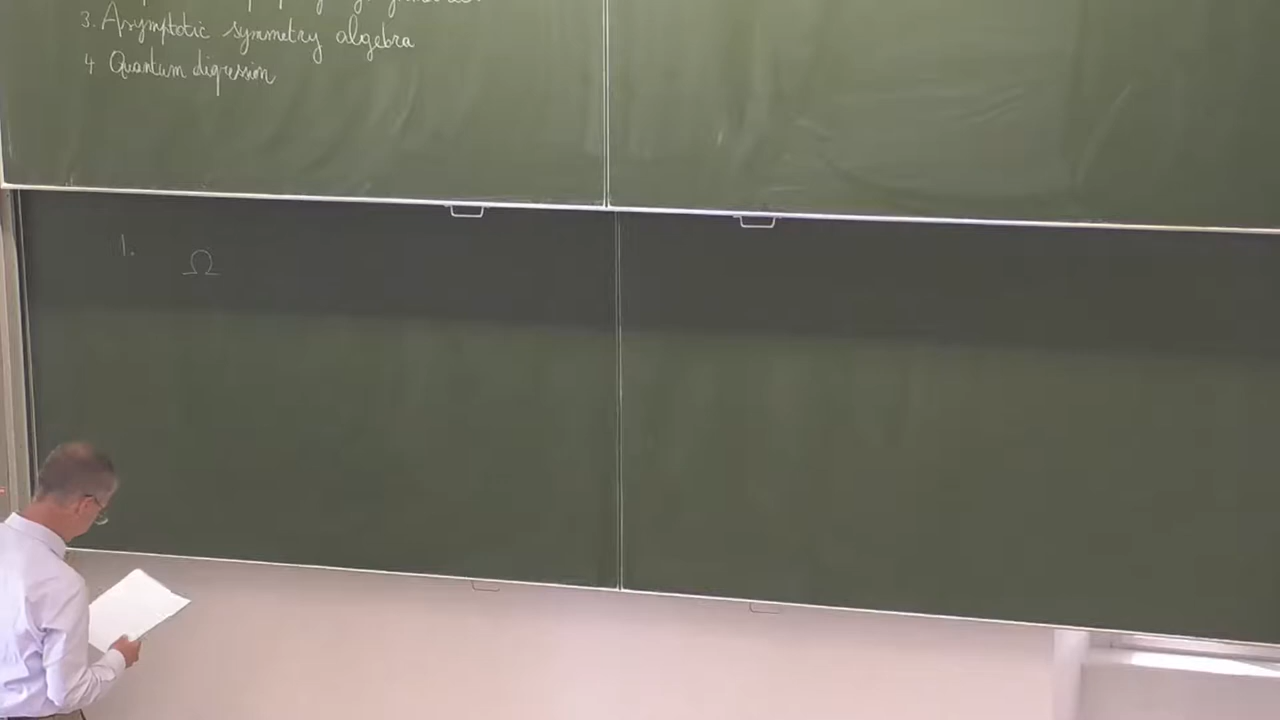 3. Asymptotic symmetry algebra
4 Quantum digression
1. Ω